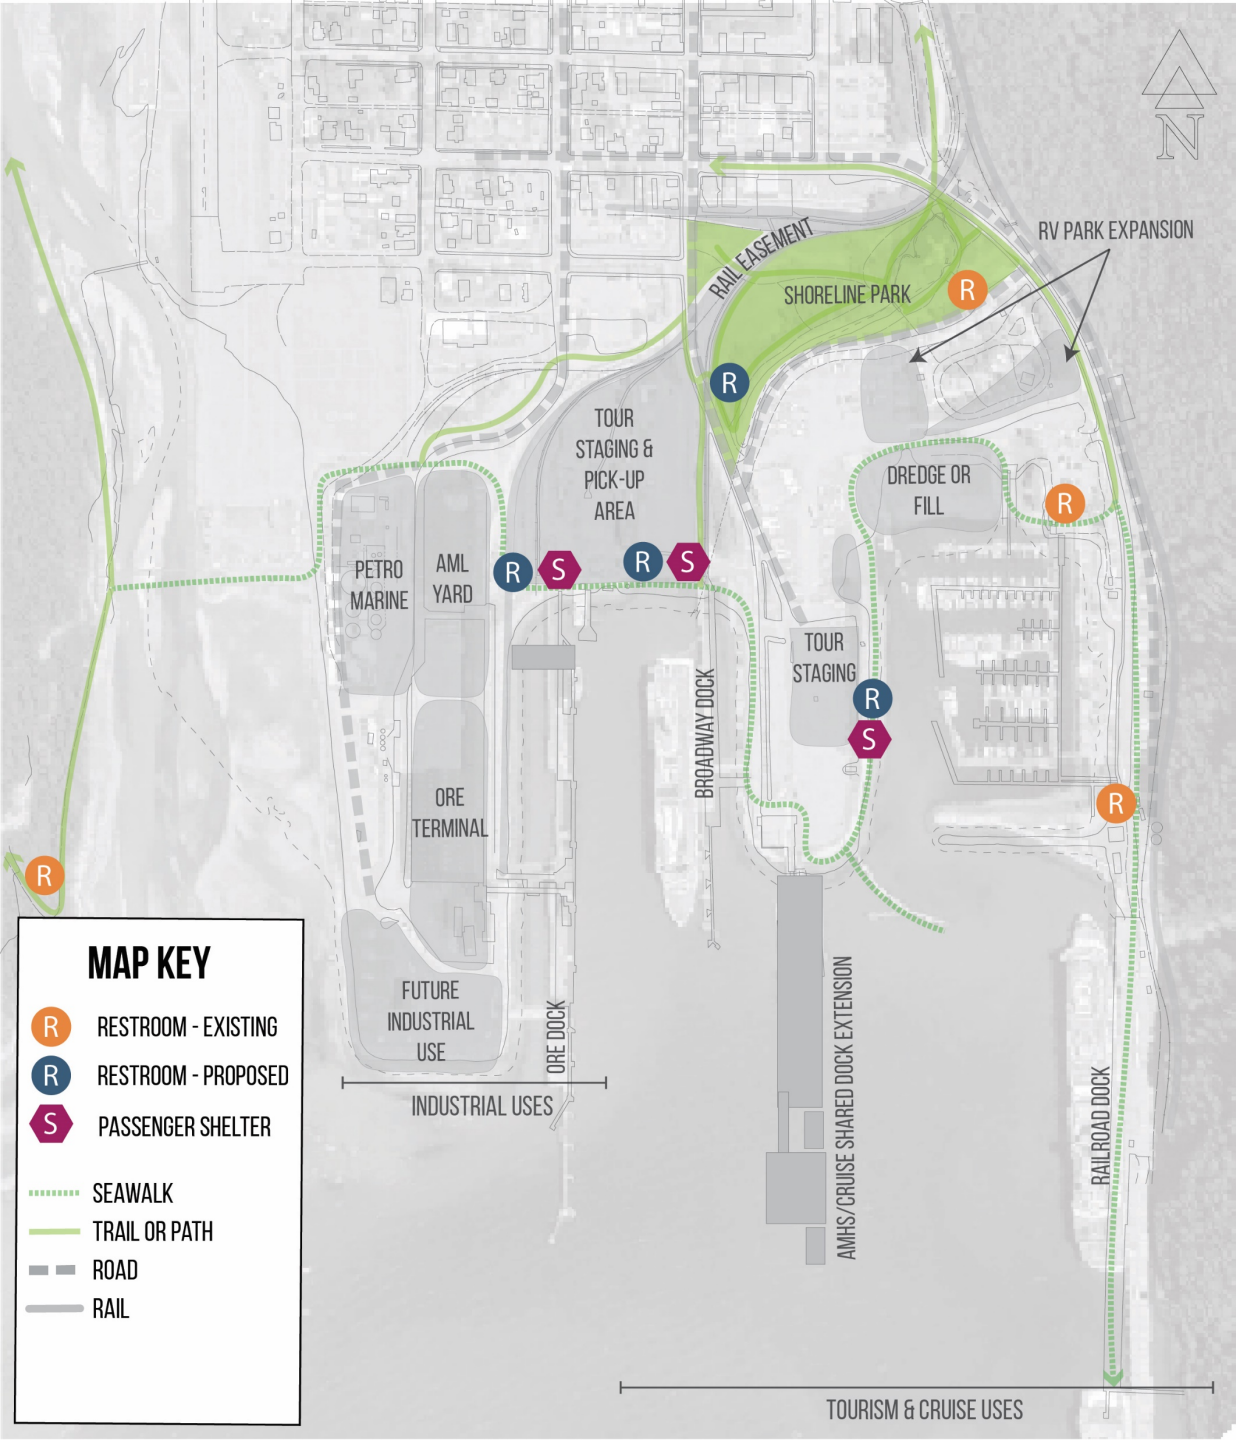 N
RV PARK EXPANSION
RAIL EASEMENT
SHORELINE PARK
R
R
TOUR
STAGING &
PICK-UP
AREA
DREDGE OR
FILL
R
PETRO
MARINE
AML
YARD
R
S
R
S
TOUR
STAGING
R
S
BROADWAY DOCK
ORE
TERMINAL
R
R
FUTURE
INDUSTRIAL
USE
ORE DOCK
INDUSTRIAL USES
AMHS/CRUISE SHARED DOCK EXTENSION
RAILROAD DOCK
TOURISM & CRUISE USES
MAP KEY
R RESTROOM - EXISTING
R RESTROOM - PROPOSED
S PASSENGER SHELTER
SEAWALK
TRAIL OR PATH
ROAD
RAIL